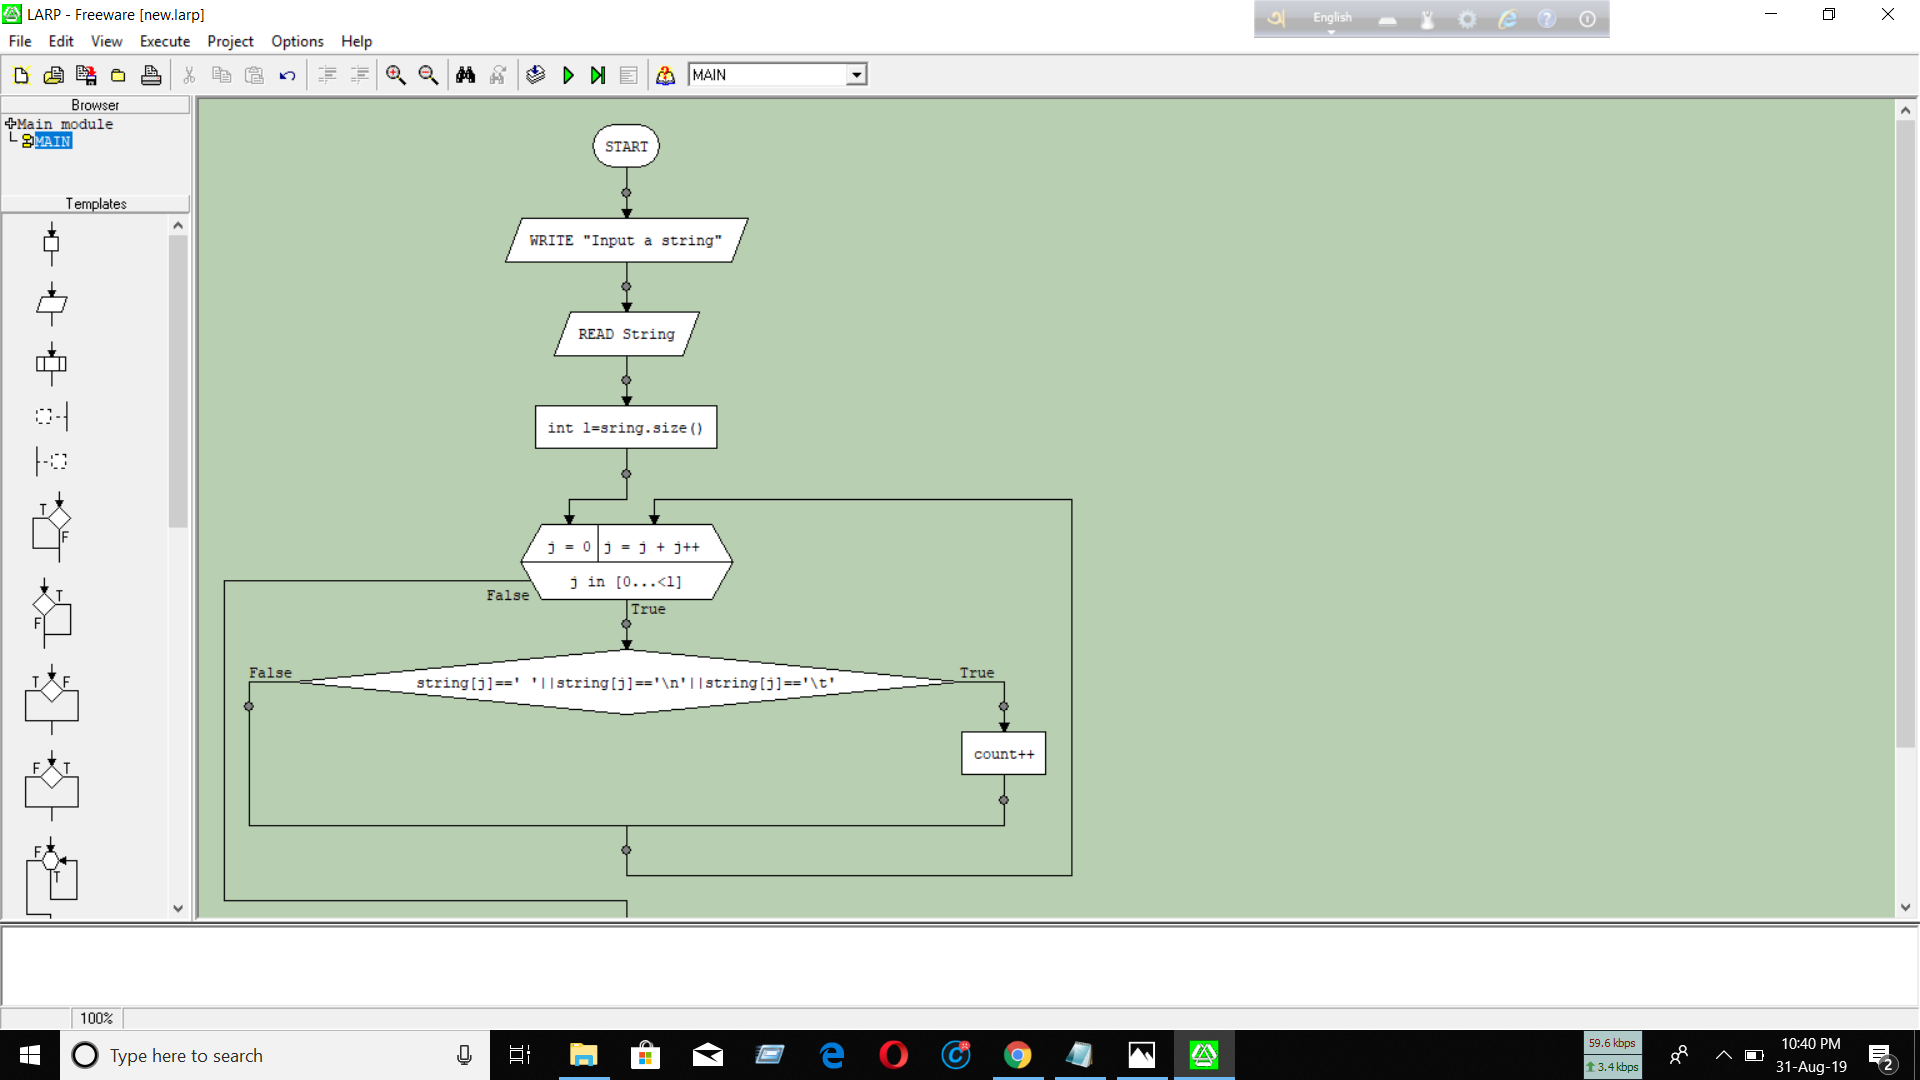 LARP - Freeware [new.larp]
English
File Edit View Execute Project Options Help
MAIN
Browser
Main module
MAIN
Templates
T
F
T
F
T F
F T
F
T
START
WRITE "Input a string"
READ String
int l=sring.size()
j = 0 j = j + j++
j in [0...<l]
False
True
False
string[j]==' '||string[j]=='\n'||string[j]=='\t'
True
count++
100%
Type here to search
31
59.6 kbps
3.4 kbps
10:40 PM
31-Aug-19
2